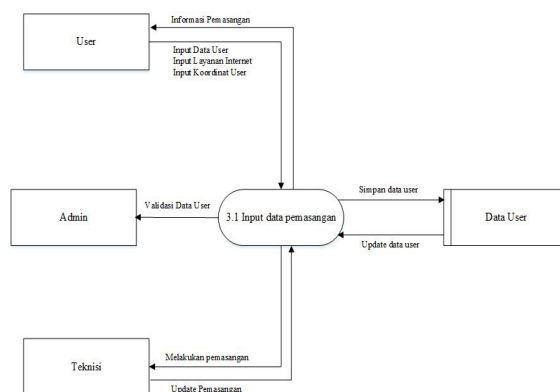 Informasi Pemasangan
User
Input Data User
Input Layanan Internet
Input Koordinat User
Simpan data user
Validasi Data User
Admin
3.1 Input data pemasangan
Data User
Update data user
Melakukan pemasangan
Teknisi
Update Pemasangan